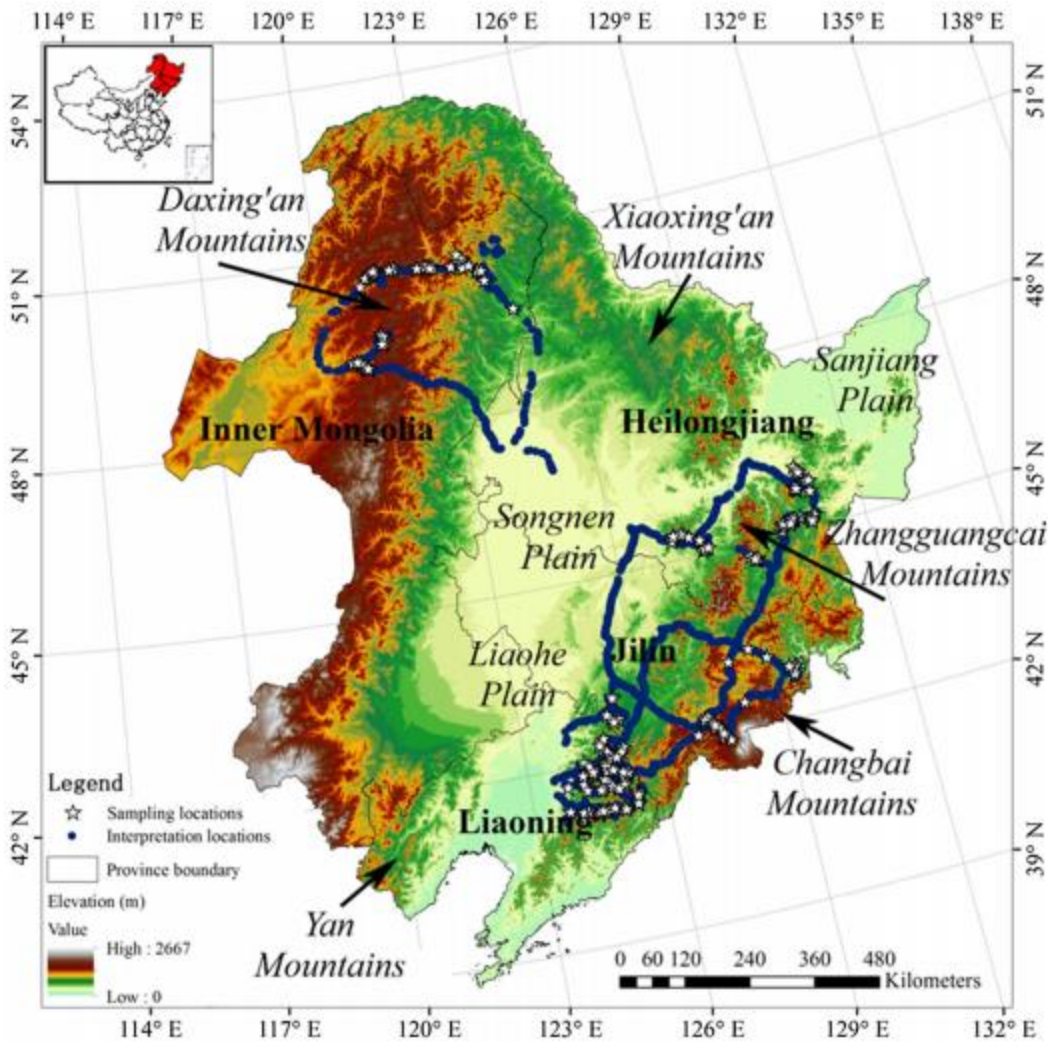 114° E 117° E 120° E 123° E 126° E 129° E 132° E 135° E 138° E
54° N
51° N
48° N
45° N
42° N
51° N
48° N
45° N
42° N
39° N
Daxing'an
Mountains
Xiaoxing'an
Mountains
Sanjiang
Plain
Inner Mongolia
Heilongjiang
Songnen
Plain
Zhangguangcai
Mountains
Liaohe
Plain
Jilin
Changbai
Mountains
Liaoning
Yan
Mountains
Legend
Sampling locations
Interpretation locations
Province boundary
Elevation (m)
Value
High : 2667
Low : 0
0 60 120 240 360 480
Kilometers
114° E 117° E 120° E 123° E 126° E 129° E 132° E